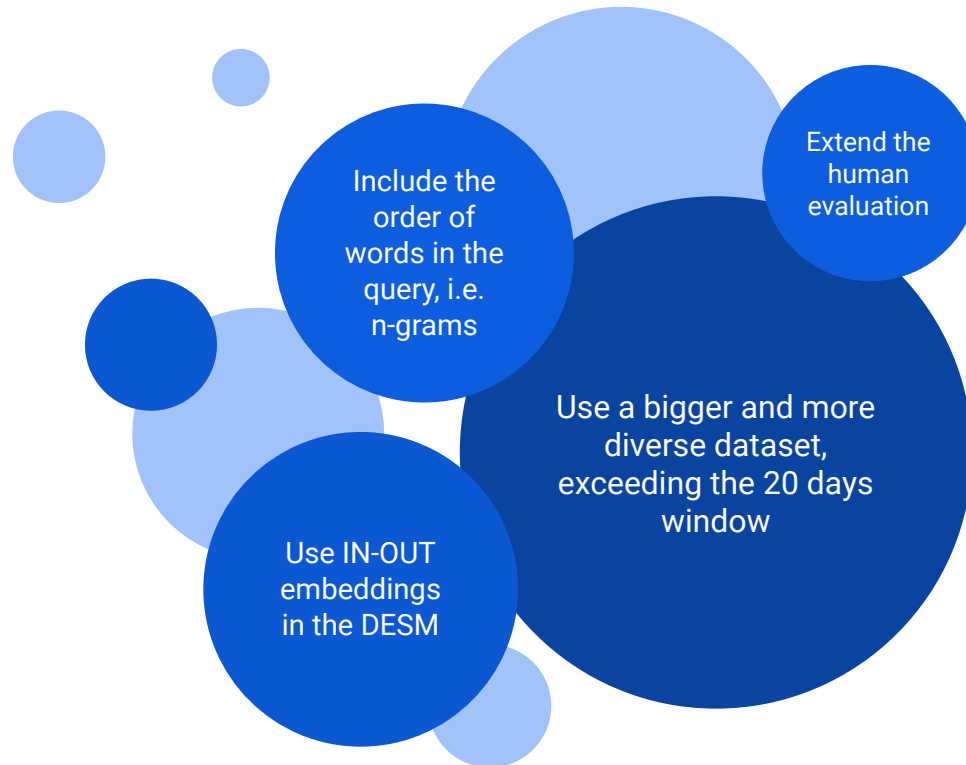 Include the
order of
words in the
query, i.e.
n-grams
Extend the
human
evaluation
Use a bigger and more
diverse dataset,
exceeding the 20 days
window
Use IN-OUT
embeddings
in the DESM